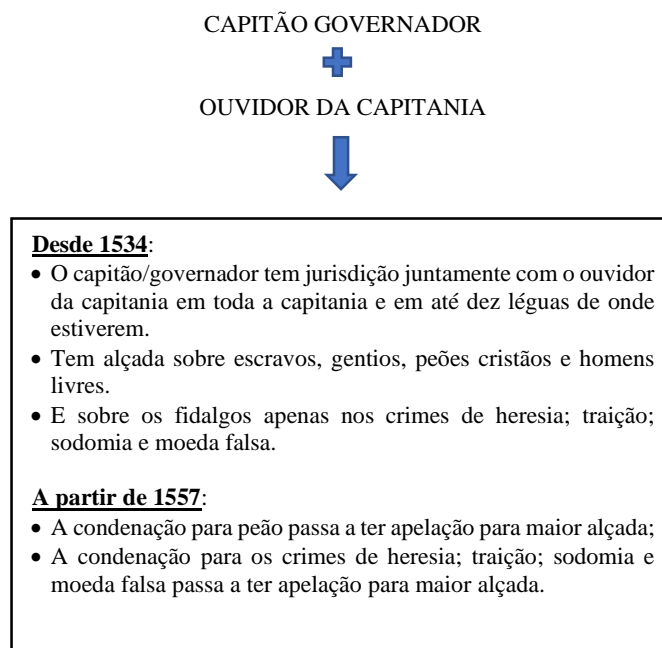 CAPITÃO GOVERNADOR
OUVIDOR DA CAPITANIA
Desde 1534:
• O capitão/governador tem jurisdição juntamente com o ouvidor
da capitania em toda a capitania e em até dez léguas de onde
estiverem.
• Tem alçada sobre escravos, gentios, peões cristãos e homens
livres.
• E sobre os fidalgos apenas nos crimes de heresia; traição;
sodomia e moeda falsa.
A partir de 1557:
• A condenação para peão passa a ter apelação para maior alçada;
• A condenação para os crimes de heresia; traição; sodomia e
moeda falsa passa a ter apelação para maior alçada.